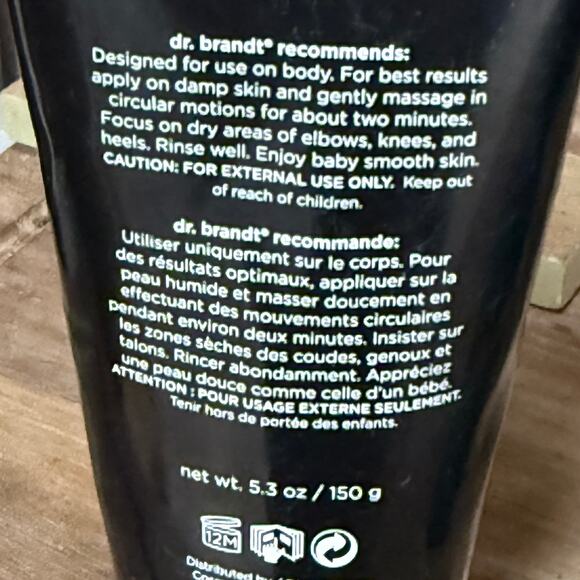 dr. brandt® recommends:
Designed for use on body. For best results
apply on damp skin and gently massage in
circular motions for about two minutes.
Focus on dry areas of elbows, knees, and
heels. Rinse well. Enjoy baby smooth skin.
CAUTION: FOR EXTERNAL USE ONLY. Keep out
of reach of children.
dr. brandt® recommande:
Utiliser uniquement sur le corps. Pour
des résultats optimaux, appliquer sur la
peau humide et masser doucement en
effectuant des mouvements circulaires
pendant environ deux minutes. Insister sur
les zones sèches des coudes, genoux et
talons. Rincer abondamment. Appréciez
une peau douce comme celle d'un bébé.
ATTENTION : POUR USAGE EXTERNE SEULEMENT.
Tenir hors de portée des enfants.
net wt. 5.3 oz / 150 g
12M
Distributed by